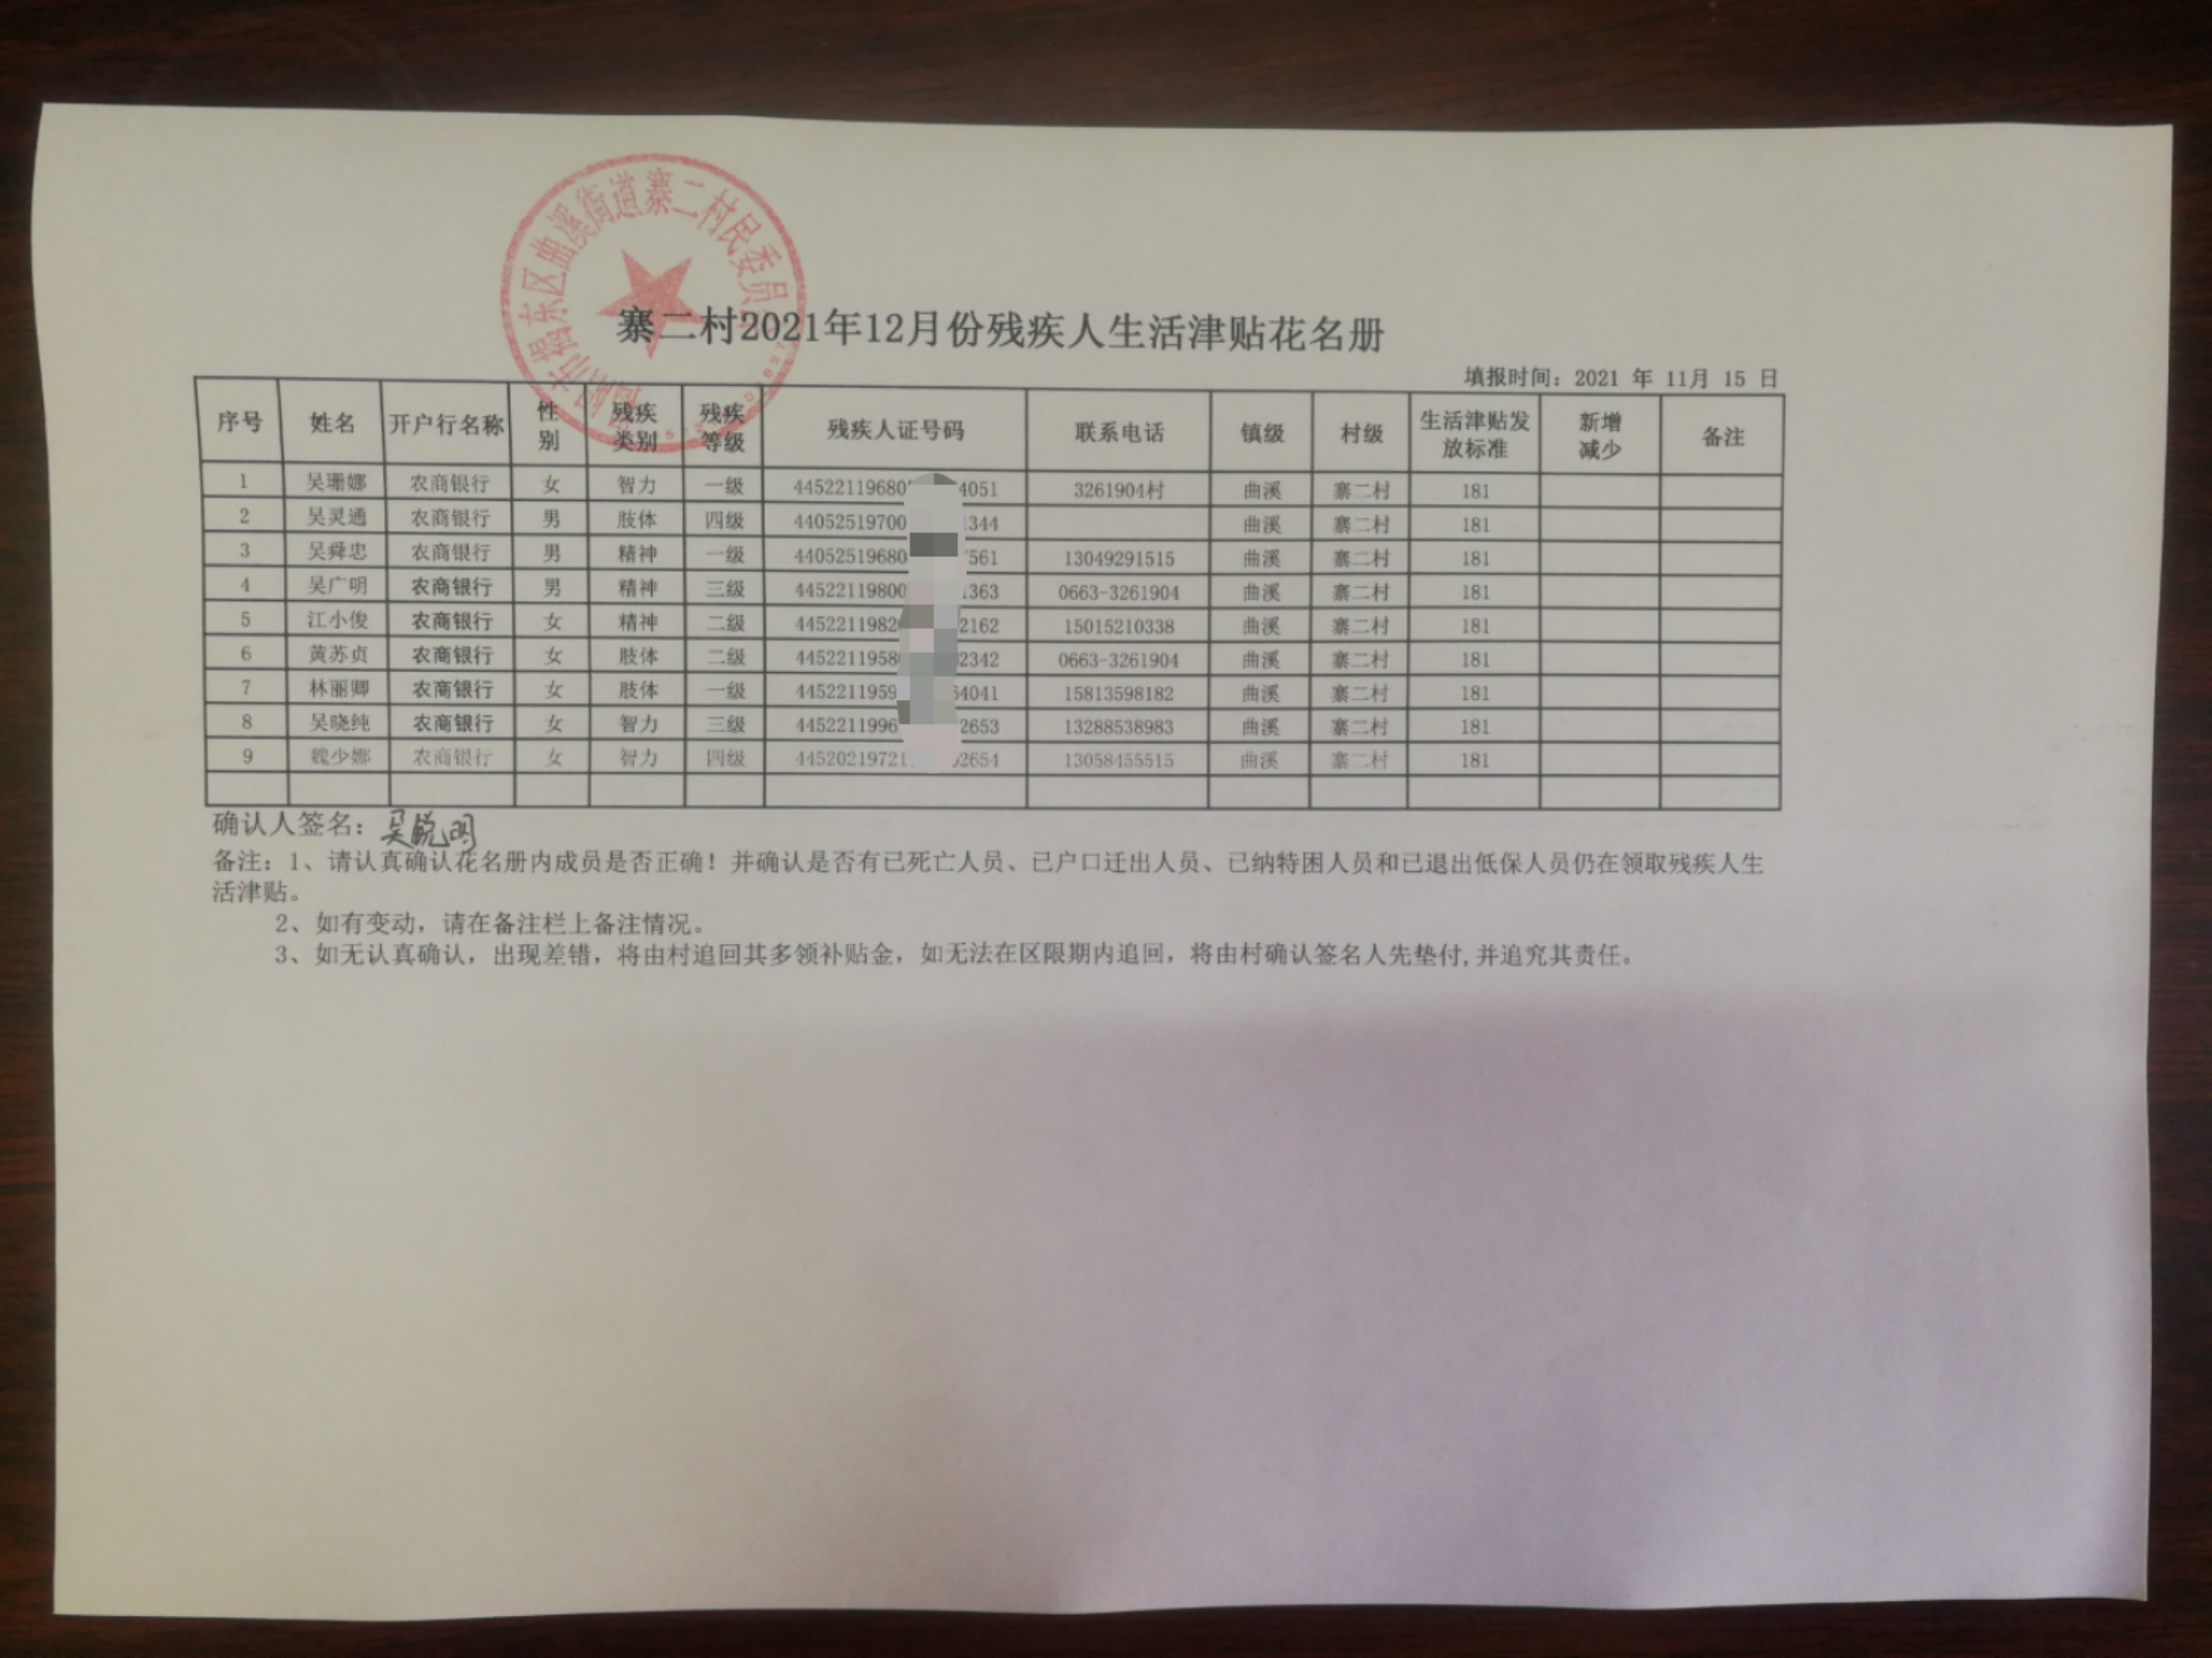 揭阳市揭东区曲溪街道寨二村民委员会
寨二村2021年12月份残疾人生活津贴花名册
填报时间：2021 年 11月 15 日
序号 姓名 开户行名称 性别 残疾类别 残疾等级 残疾人证号码 联系电话 镇级 村级 生活津贴发放标准 新增减少 备注
1 吴珊娜 农商银行 女 智力 一级 44522119680 4051 3261904村 曲溪 寨二村 181
2 吴灵通 农商银行 男 肢体 四级 44052519700 344 曲溪 寨二村 181
3 吴舜忠 农商银行 男 精神 一级 44052519680 561 13049291515 曲溪 寨二村 181
4 吴广明 农商银行 男 精神 三级 44522119800 363 0663-3261904 曲溪 寨二村 181
5 江小俊 农商银行 女 精神 二级 4452211982 2162 15015210338 曲溪 寨二村 181
6 黄苏贞 农商银行 女 肢体 二级 4452211958 2342 0663-3261904 曲溪 寨二村 181
7 林丽卿 农商银行 女 肢体 一级 4452211959 4041 15813598182 曲溪 寨二村 181
8 吴晓纯 农商银行 女 智力 三级 4452211996 2653 13288538983 曲溪 寨二村 181
9 魏少娜 农商银行 女 智力 四级 44520219721 2654 13058455515 曲溪 寨二村 181
确认人签名：吴锐明
备注：1、请认真确认花名册内成员是否正确！并确认是否有已死亡人员、已户口迁出人员、已纳特困人员和已退出低保人员仍在领取残疾人生
活津贴。
2、如有变动，请在备注栏上备注情况。
3、如无认真确认，出现差错，将由村追回其多领补贴金，如无法在区限期内追回，将由村确认签名人先垫付,并追究其责任。